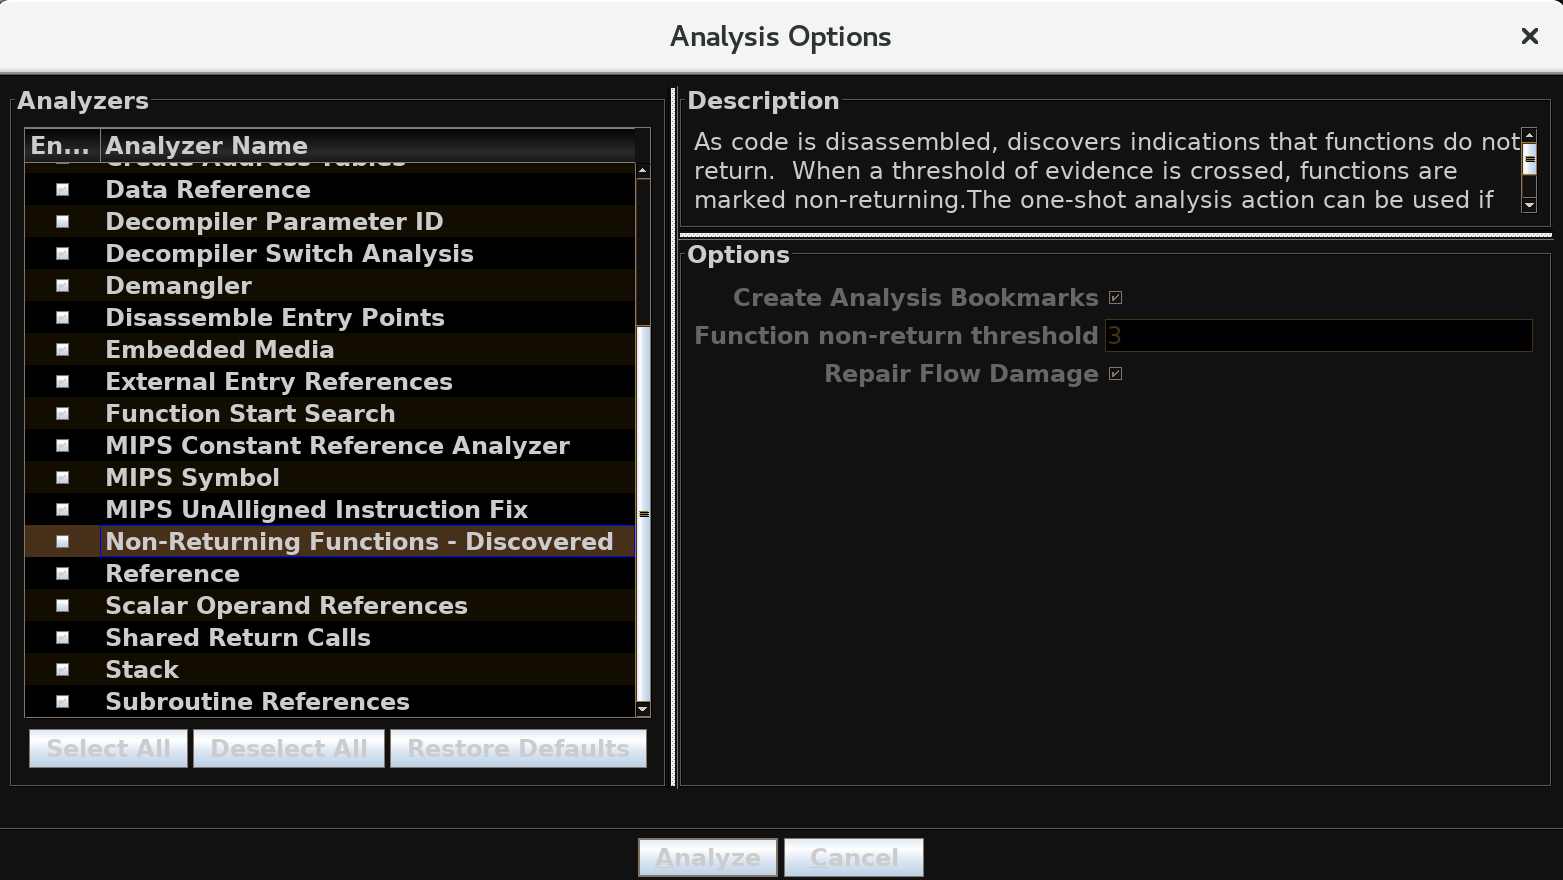 Analysis Options
Analyzers
En... Analyzer Name
Create Address Tables
Data Reference
Decompiler Parameter ID
Decompiler Switch Analysis
Demangler
Disassemble Entry Points
Embedded Media
External Entry References
Function Start Search
MIPS Constant Reference Analyzer
MIPS Symbol
MIPS UnAlligned Instruction Fix
Non-Returning Functions - Discovered
Reference
Scalar Operand References
Shared Return Calls
Stack
Subroutine References
Select All Deselect All Restore Defaults
Description
As code is disassembled, discovers indications that functions do not
return.  When a threshold of evidence is crossed, functions are
marked non-returning.The one-shot analysis action can be used if
Options
Create Analysis Bookmarks
Function non-return threshold 3
Repair Flow Damage
Analyze Cancel